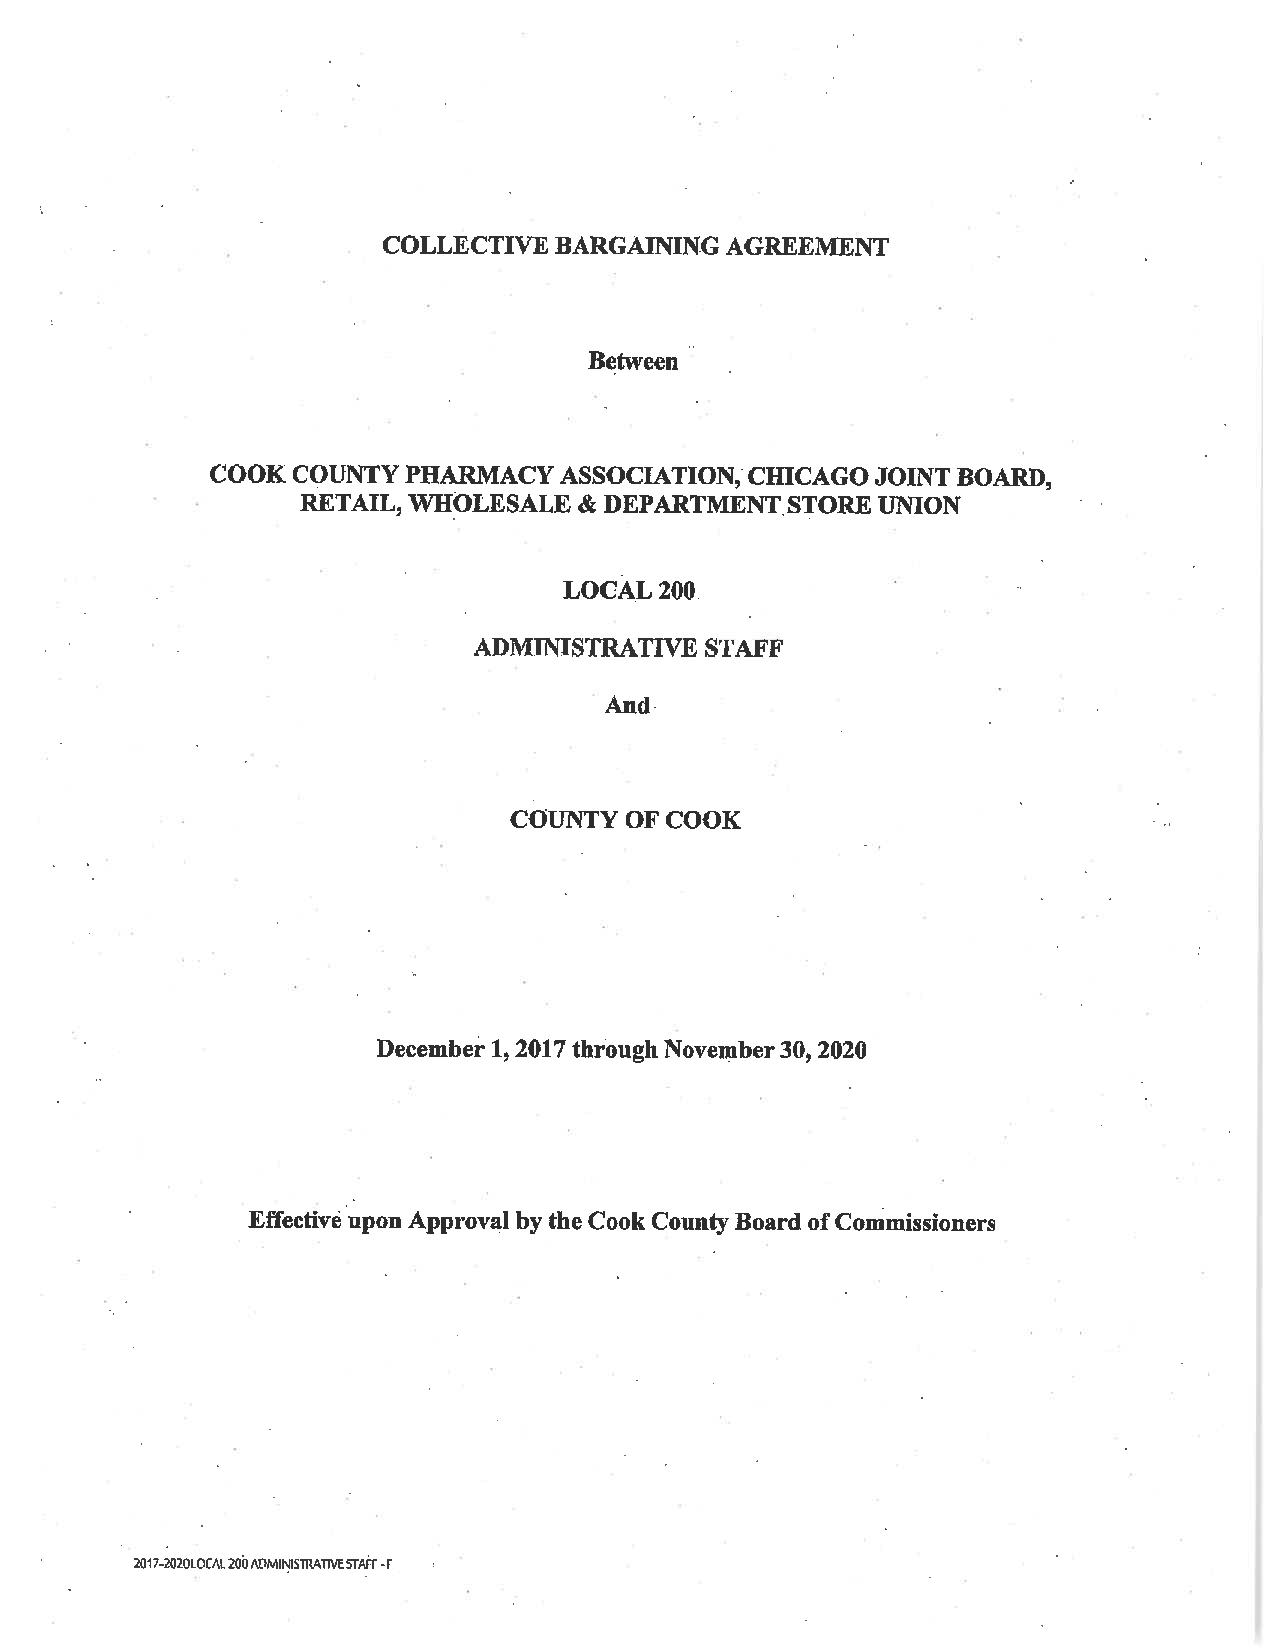 COLLECTIVE BARGAINING AGREEMENT
Between
COOK COUNTY PHARMACY ASSOCIATION, CHICAGO JOINT BOARD,
RETAIL, WHOLESALE & DEPARTMENT STORE UNION
LOCAL 200
ADMINISTRATIVE STAFF
And
COUNTY OF COOK
December 1, 2017 through November 30, 2020
Effective upon Approval by the Cook County Board of Commissioners
2017-2020LOCAL 200 ADMINISTRATIVE STAFF - F